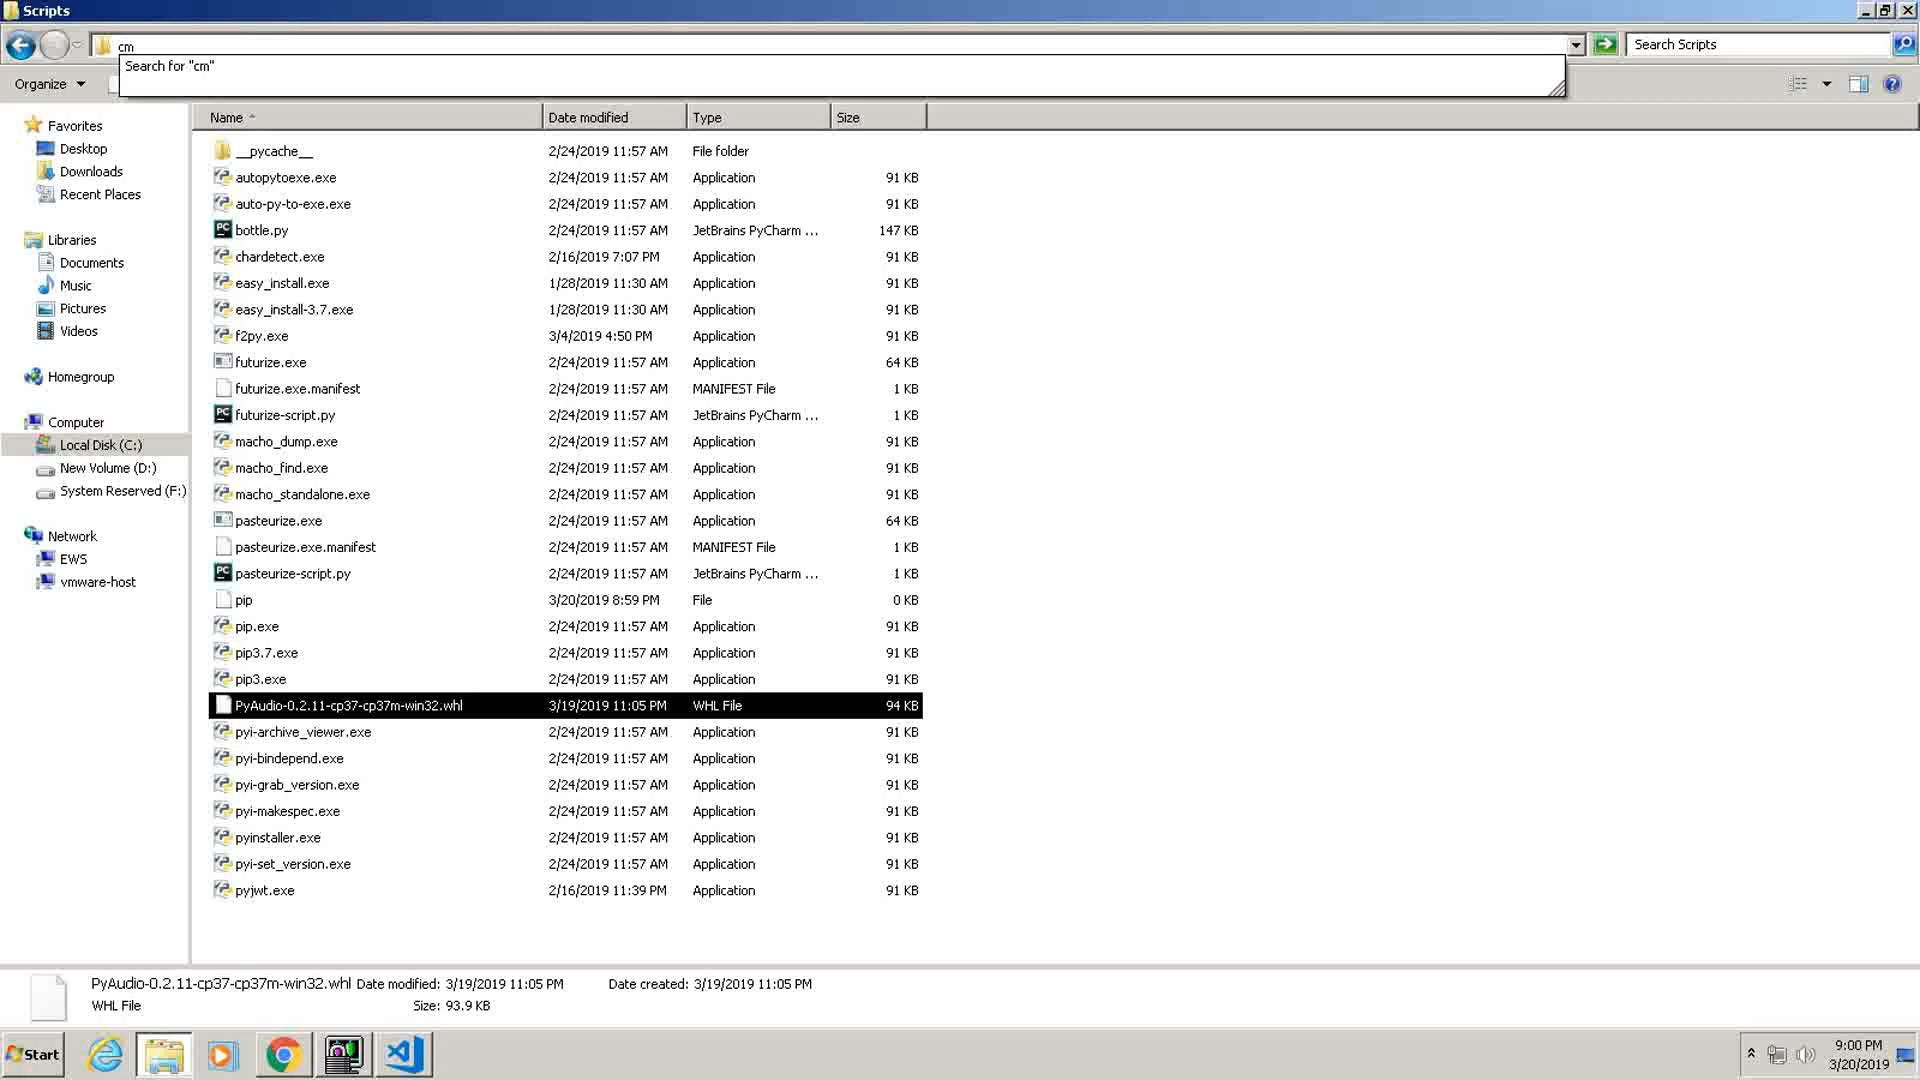 Scripts
cm
Search Scripts
Search for "cm"
Organize
Name Date modified Type Size
Favorites
Desktop
Downloads
Recent Places
Libraries
Documents
Music
Pictures
Videos
Homegroup
Computer
Local Disk (C:)
New Volume (D:)
System Reserved (F:)
Network
EWS
vmware-host
__pycache__ 2/24/2019 11:57 AM File folder
autopytoexe.exe 2/24/2019 11:57 AM Application 91 KB
auto-py-to-exe.exe 2/24/2019 11:57 AM Application 91 KB
PC bottle.py 2/24/2019 11:57 AM JetBrains PyCharm ... 147 KB
chardetect.exe 2/16/2019 7:07 PM Application 91 KB
easy_install.exe 1/28/2019 11:30 AM Application 91 KB
easy_install-3.7.exe 1/28/2019 11:30 AM Application 91 KB
f2py.exe 3/4/2019 4:50 PM Application 91 KB
futurize.exe 2/24/2019 11:57 AM Application 64 KB
futurize.exe.manifest 2/24/2019 11:57 AM MANIFEST File 1 KB
PC futurize-script.py 2/24/2019 11:57 AM JetBrains PyCharm ... 1 KB
macho_dump.exe 2/24/2019 11:57 AM Application 91 KB
macho_find.exe 2/24/2019 11:57 AM Application 91 KB
macho_standalone.exe 2/24/2019 11:57 AM Application 91 KB
pasteurize.exe 2/24/2019 11:57 AM Application 64 KB
pasteurize.exe.manifest 2/24/2019 11:57 AM MANIFEST File 1 KB
PC pasteurize-script.py 2/24/2019 11:57 AM JetBrains PyCharm ... 1 KB
pip 3/20/2019 8:59 PM File 0 KB
pip.exe 2/24/2019 11:57 AM Application 91 KB
pip3.7.exe 2/24/2019 11:57 AM Application 91 KB
pip3.exe 2/24/2019 11:57 AM Application 91 KB
PyAudio-0.2.11-cp37-cp37m-win32.whl 3/19/2019 11:05 PM WHL File 94 KB
pyi-archive_viewer.exe 2/24/2019 11:57 AM Application 91 KB
pyi-bindepend.exe 2/24/2019 11:57 AM Application 91 KB
pyi-grab_version.exe 2/24/2019 11:57 AM Application 91 KB
pyi-makespec.exe 2/24/2019 11:57 AM Application 91 KB
pyinstaller.exe 2/24/2019 11:57 AM Application 91 KB
pyi-set_version.exe 2/24/2019 11:57 AM Application 91 KB
pyjwt.exe 2/16/2019 11:39 PM Application 91 KB
PyAudio-0.2.11-cp37-cp37m-win32.whl Date modified: 3/19/2019 11:05 PM Date created: 3/19/2019 11:05 PM
WHL File Size: 93.9 KB
Start
9:00 PM
3/20/2019